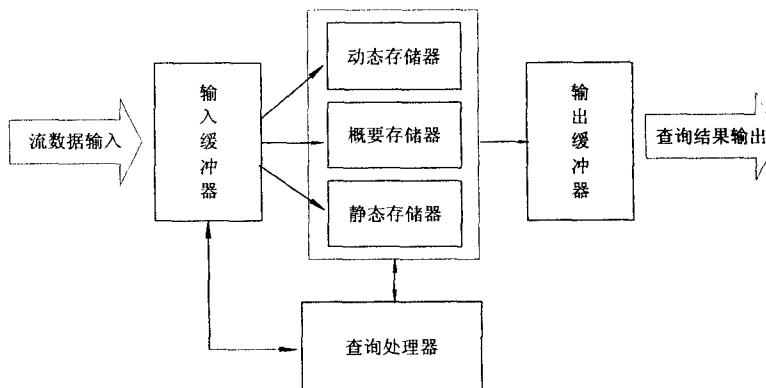 流数据输入
输入缓冲器
动态存储器
概要存储器
静态存储器
输出缓冲器
查询结果输出
查询处理器